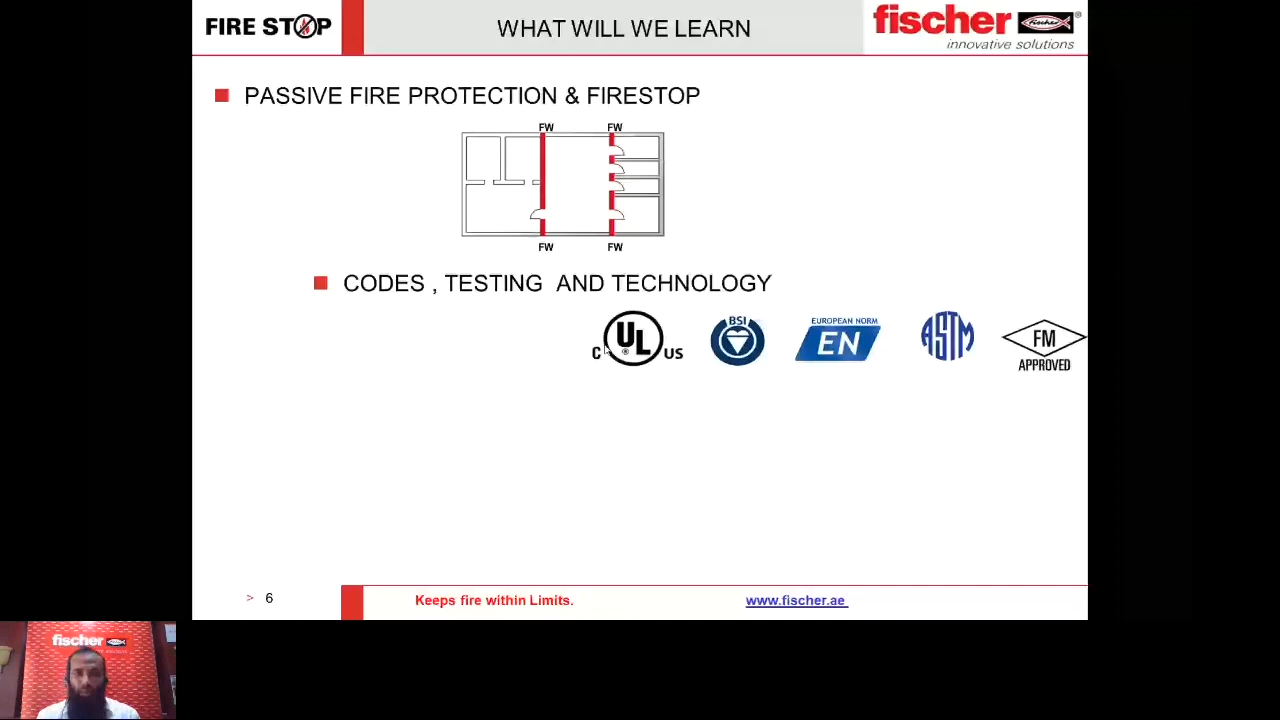 FIRE STOP
WHAT WILL WE LEARN
fischer
fischer
®
innovative solutions
PASSIVE FIRE PROTECTION & FIRESTOP
FW FW
FW FW
CODES , TESTING  AND TECHNOLOGY
C UL ® US
BSI
EUROPEAN NORM
EN
ASTM
FM
APPROVED
> 6
Keeps fire within Limits.
www.fischer.ae
fischer